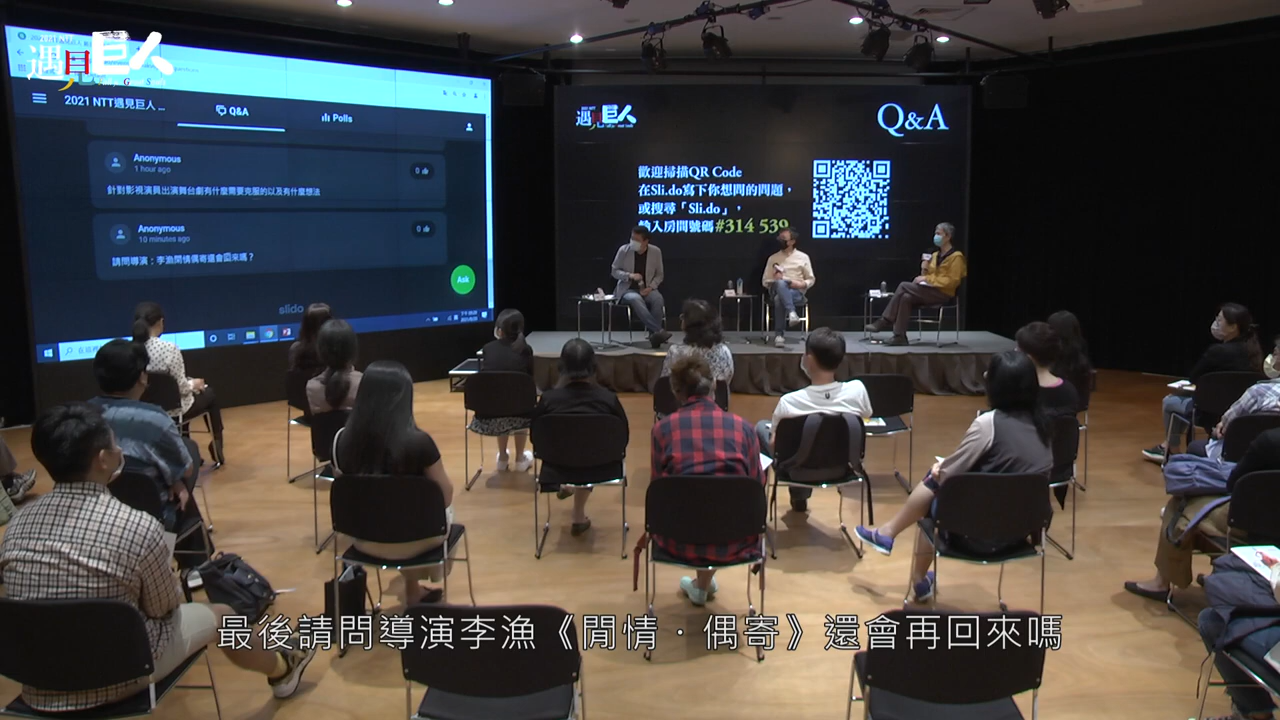 2021 NTT
遇見巨人
2021 NTT遇見巨人 ...
Q&A
Polls
Anonymous
1 hour ago
0
針對影視演員出演舞台劇有什麼需要克服的以及有什麼想法
Anonymous
10 minutes ago
0
請問導演：李漁閒情偶寄還會回來嗎？
Ask
slido
2021 NTT
遇見巨人
Q&A
歡迎掃描QR Code
在Sli.do寫下你想問的問題，
或搜尋「Sli.do」，
輸入房間號碼#314 539
最後請問導演李漁《閒情．偶寄》還會再回來嗎